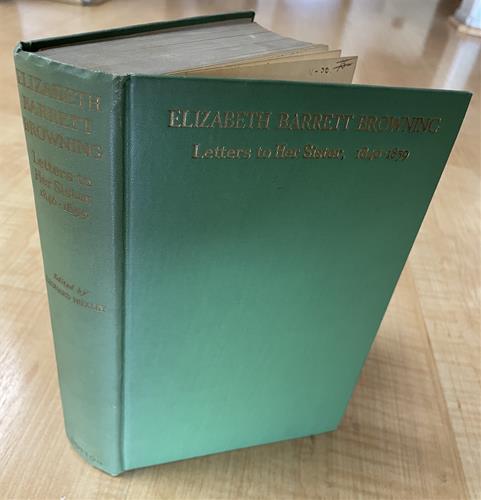 ELIZABETH
BARRETT
BROWNING
Letters to
Her Sister
1846-1859
Edited by
LEONARD HUXLEY
ELIZABETH BARRETT BROWNING
Letters to Her Sister, 1846-1859